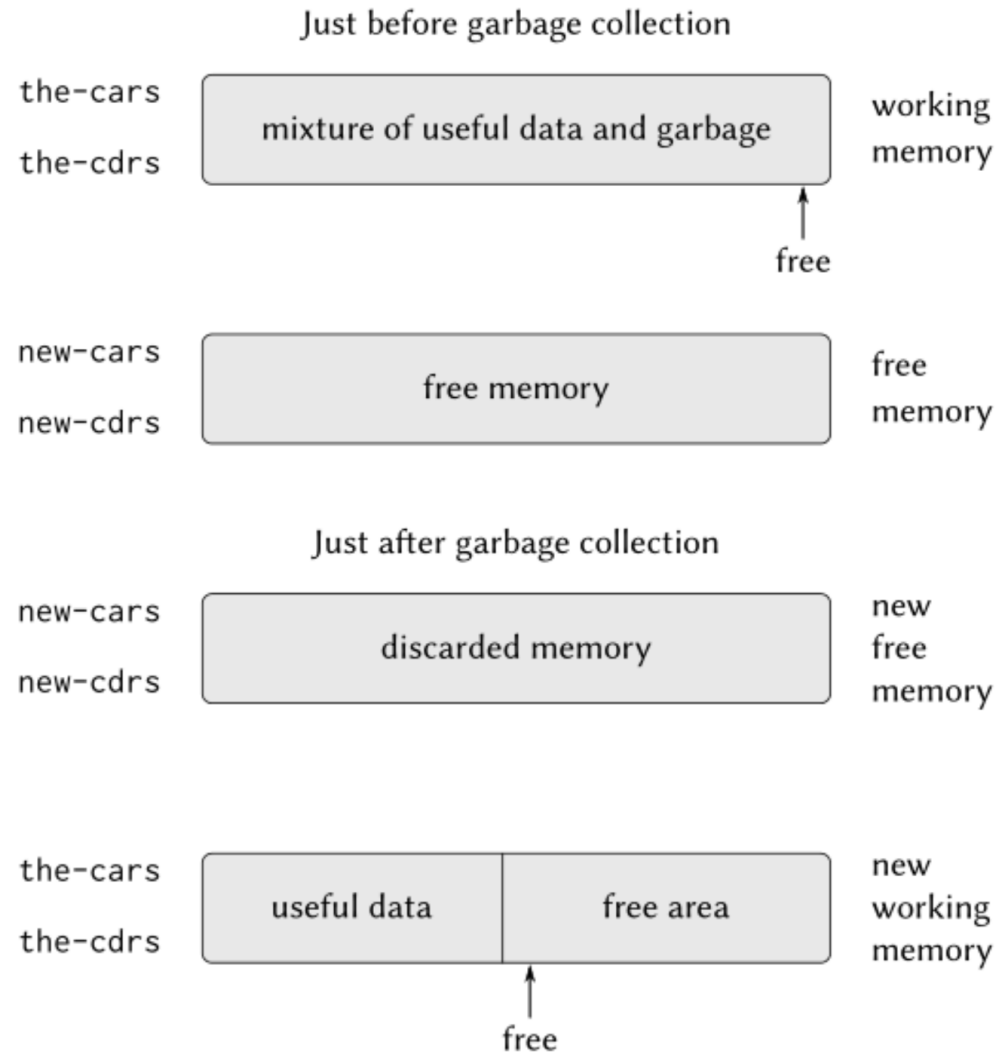 Just before garbage collection
the-cars
the-cdrs
mixture of useful data and garbage
working
memory
free
new-cars
new-cdrs
free memory
free
memory
Just after garbage collection
new-cars
new-cdrs
discarded memory
new
free
memory
the-cars
the-cdrs
useful data
free area
new
working
memory
free